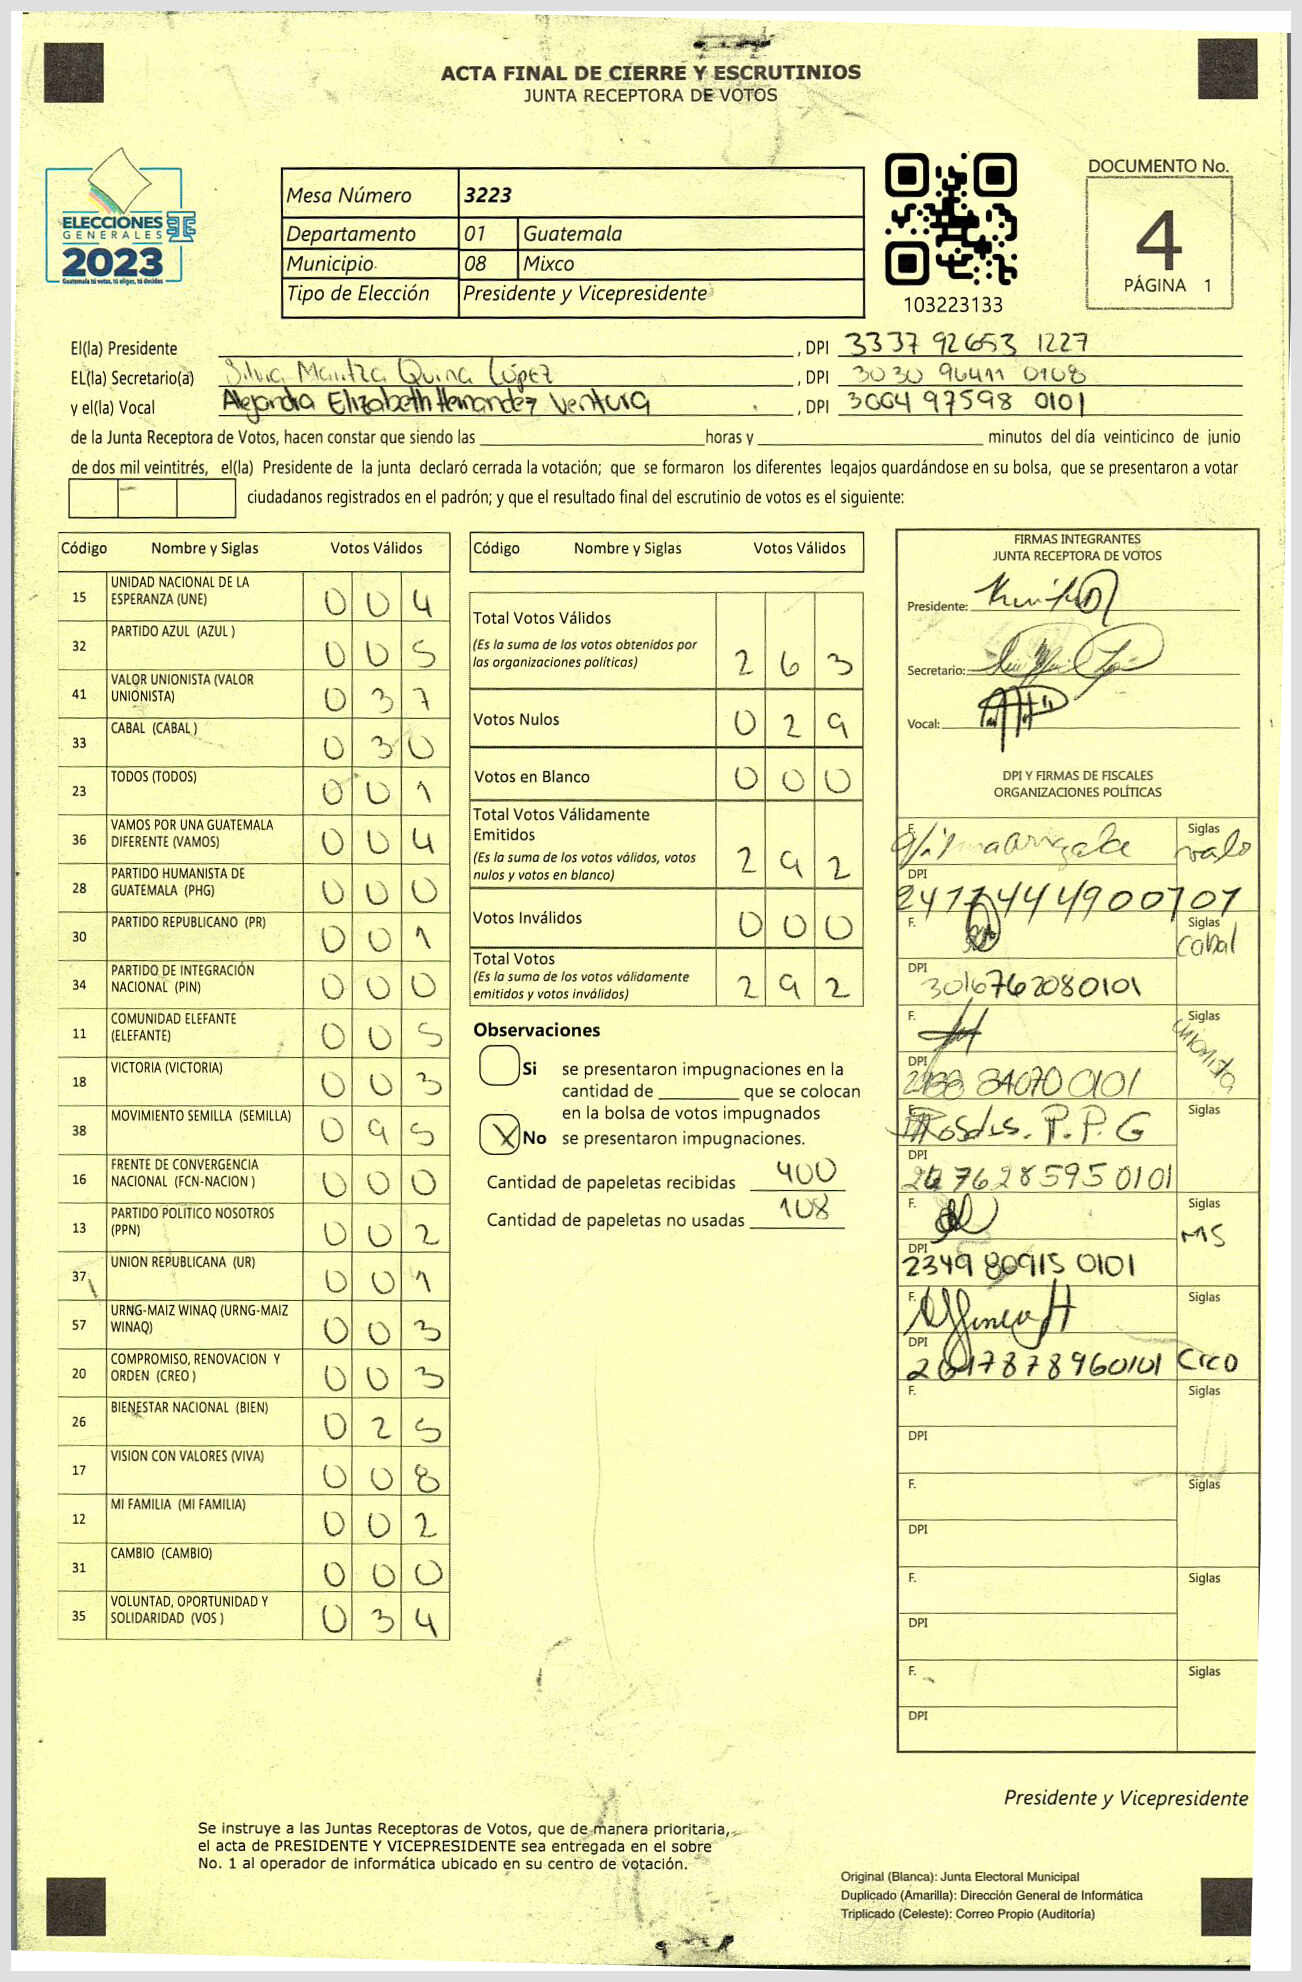 ACTA FINAL DE CIERRE Y ESCRUTINIOS
JUNTA RECEPTORA DE VOTOS
ELECCIONES
GENERALES
2023
Guatemala tú votas, tú eliges, tú decides
Mesa Número 3223
Departamento 01 Guatemala
Municipio 08 Mixco
Tipo de Elección Presidente y Vicepresidente
103223133
DOCUMENTO No.
4
PÁGINA 1
El(la) Presidente , DPI 3337 92653 1227
EL(la) Secretario(a) Silvia Maritza Quina López , DPI 3030 96411 0108
y el(la) Vocal Alejandra Elizabeth Hernandez Ventura , DPI 3004 97598 0101
de la Junta Receptora de Votos, hacen constar que siendo las horas y minutos del día veinticinco de junio
de dos mil veintitrés, el(la) Presidente de la junta declaró cerrada la votación; que se formaron los diferentes legajos quardándose en su bolsa, que se presentaron a votar
ciudadanos registrados en el padrón; y que el resultado final del escrutinio de votos es el siguiente:
Código Nombre y Siglas Votos Válidos
15 UNIDAD NACIONAL DE LA ESPERANZA (UNE) 0 0 4
32 PARTIDO AZUL (AZUL ) 0 0 5
41 VALOR UNIONISTA (VALOR UNIONISTA) 0 3 7
33 CABAL (CABAL ) 0 3 0
23 TODOS (TODOS) 0 0 1
36 VAMOS POR UNA GUATEMALA DIFERENTE (VAMOS) 0 0 4
28 PARTIDO HUMANISTA DE GUATEMALA (PHG) 0 0 0
30 PARTIDO REPUBLICANO (PR) 0 0 1
34 PARTIDO DE INTEGRACIÓN NACIONAL (PIN) 0 0 0
11 COMUNIDAD ELEFANTE (ELEFANTE) 0 0 5
18 VICTORIA (VICTORIA) 0 0 3
38 MOVIMIENTO SEMILLA (SEMILLA) 0 9 5
16 FRENTE DE CONVERGENCIA NACIONAL (FCN-NACION ) 0 0 0
13 PARTIDO POLITICO NOSOTROS (PPN) 0 0 2
37 UNION REPUBLICANA (UR) 0 0 1
57 URNG-MAIZ WINAQ (URNG-MAIZ WINAQ) 0 0 3
20 COMPROMISO, RENOVACION Y ORDEN (CREO ) 0 0 3
26 BIENESTAR NACIONAL (BIEN) 0 2 5
17 VISION CON VALORES (VIVA) 0 0 8
12 MI FAMILIA (MI FAMILIA) 0 0 2
31 CAMBIO (CAMBIO) 0 0 0
35 VOLUNTAD, OPORTUNIDAD Y SOLIDARIDAD (VOS ) 0 3 4
Código Nombre y Siglas Votos Válidos
Total Votos Válidos
(Es la suma de los votos obtenidos por
las organizaciones políticas) 2 6 3
Votos Nulos 0 2 9
Votos en Blanco 0 0 0
Total Votos Válidamente
Emitidos
(Es la suma de los votos válidos, votos
nulos y votos en blanco) 2 9 2
Votos Inválidos 0 0 0
Total Votos
(Es la suma de los votos válidamente
emitidos y votos inválidos) 2 9 2
Observaciones
Si se presentaron impugnaciones en la
cantidad de que se colocan
en la bolsa de votos impugnados
X No se presentaron impugnaciones.
Cantidad de papeletas recibidas 400
Cantidad de papeletas no usadas 108
FIRMAS INTEGRANTES
JUNTA RECEPTORA DE VOTOS
Presidente:
Secretario:
Vocal:
DPI Y FIRMAS DE FISCALES
ORGANIZACIONES POLÍTICAS
F. Siglas valo
DPI
F. Siglas Cabal
DPI 3016762080101
F. Siglas unionista
DPI
F. P.P.G Siglas
DPI
F. Siglas MS
DPI 2349 80915 0101
F. Siglas
DPI Creo
F. Siglas
DPI
F. Siglas
DPI
F. Siglas
DPI
F. Siglas
DPI
Presidente y Vicepresidente
Se instruye a las Juntas Receptoras de Votos, que de manera prioritaria,
el acta de PRESIDENTE Y VICEPRESIDENTE sea entregada en el sobre
No. 1 al operador de informática ubicado en su centro de votación.
Original (Blanca): Junta Electoral Municipal
Duplicado (Amarilla): Dirección General de Informática
Triplicado (Celeste): Correo Propio (Auditoría)